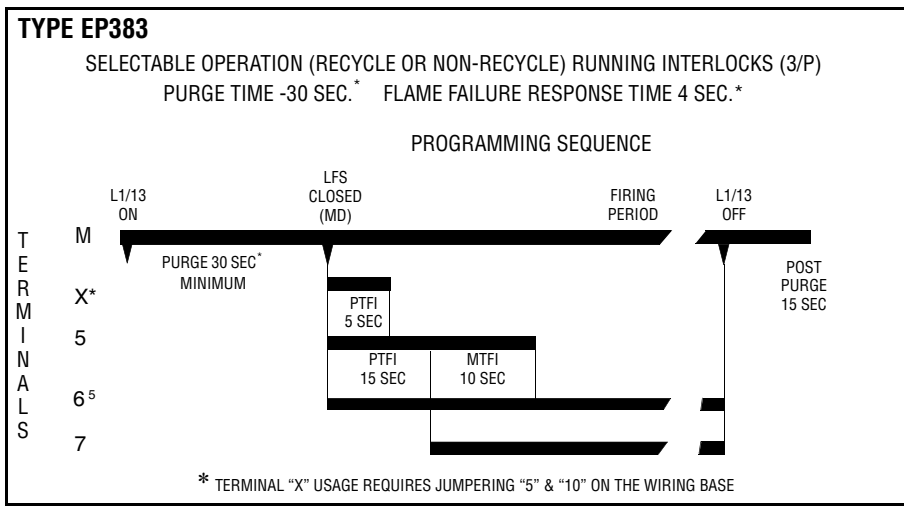 TYPE EP383
SELECTABLE OPERATION (RECYCLE OR NON-RECYCLE) RUNNING INTERLOCKS (3/P)
PURGE TIME -30 SEC.* FLAME FAILURE RESPONSE TIME 4 SEC.*
PROGRAMMING SEQUENCE
L1/13
ON
LFS
CLOSED
(MD)
FIRING
PERIOD
L1/13
OFF
TERMINALS
M
PURGE 30 SEC*
MINIMUM
POST
PURGE
15 SEC
X*
PTFI
5 SEC
5
PTFI
15 SEC
MTFI
10 SEC
6 5
7
* TERMINAL “X” USAGE REQUIRES JUMPERING “5” & “10” ON THE WIRING BASE